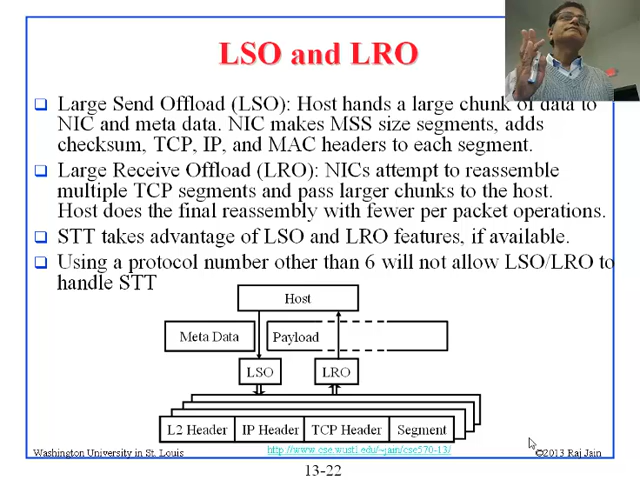 LSO and LRO
Large Send Offload (LSO): Host hands a large chunk of data to
NIC and meta data. NIC makes MSS size segments, adds
checksum, TCP, IP, and MAC headers to each segment.
Large Receive Offload (LRO): NICs attempt to reassemble
multiple TCP segments and pass larger chunks to the host.
Host does the final reassembly with fewer per packet operations.
STT takes advantage of LSO and LRO features, if available.
Using a protocol number other than 6 will not allow LSO/LRO to
handle STT
Host
Meta Data
Payload
LSO
LRO
L2 Header
IP Header
TCP Header
Segment
Washington University in St. Louis
http://www.cse.wustl.edu/~jain/cse570-13/
©2013 Raj Jain
13-22